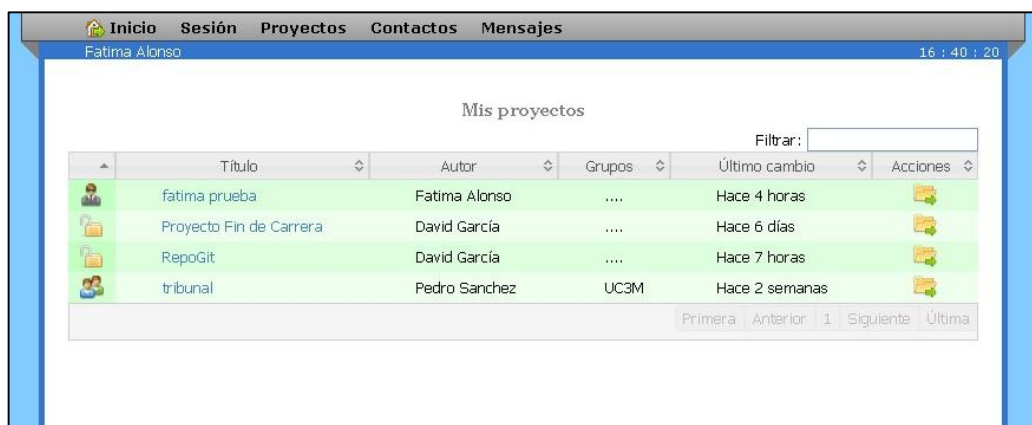 Inicio Sesión Proyectos Contactos Mensajes
Fatima Alonso 16 : 40 : 20
Mis proyectos
Filtrar:
Título Autor Grupos Último cambio Acciones
fatima prueba Fatima Alonso .... Hace 4 horas
Proyecto Fin de Carrera David García .... Hace 6 días
RepoGit David García .... Hace 7 horas
tribunal Pedro Sanchez UC3M Hace 2 semanas
Primera Anterior 1 Siguiente Última